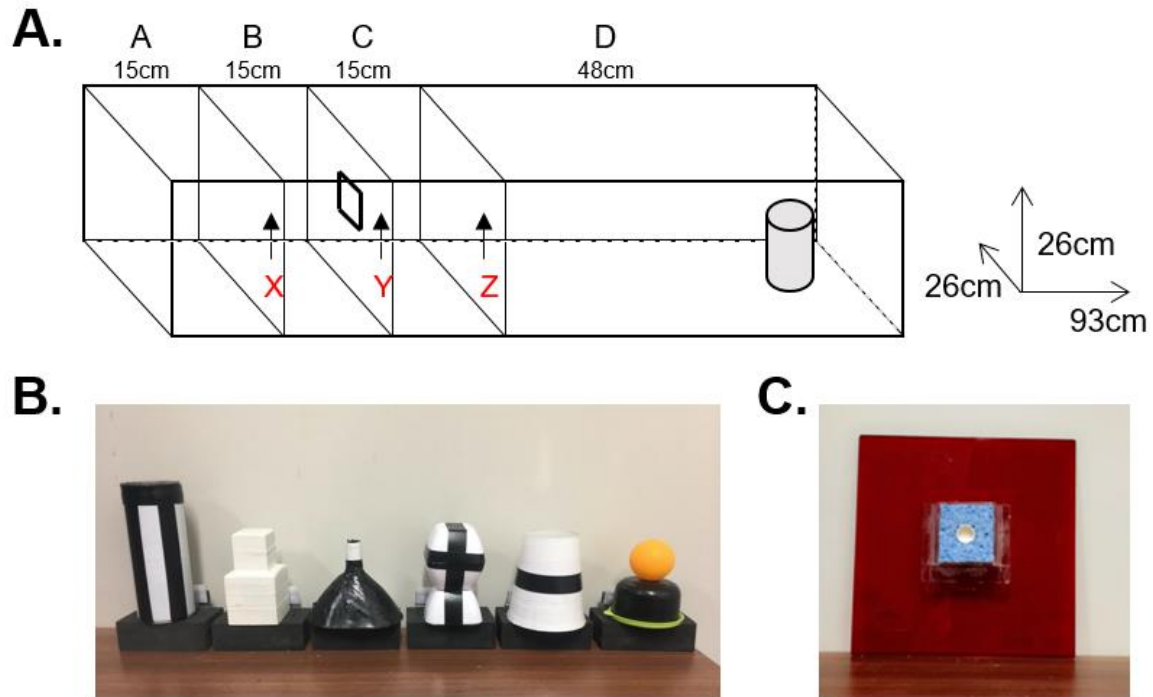 A.
A B C D
15cm 15cm 15cm 48cm
X Y Z
26cm
26cm
93cm
B.
C.